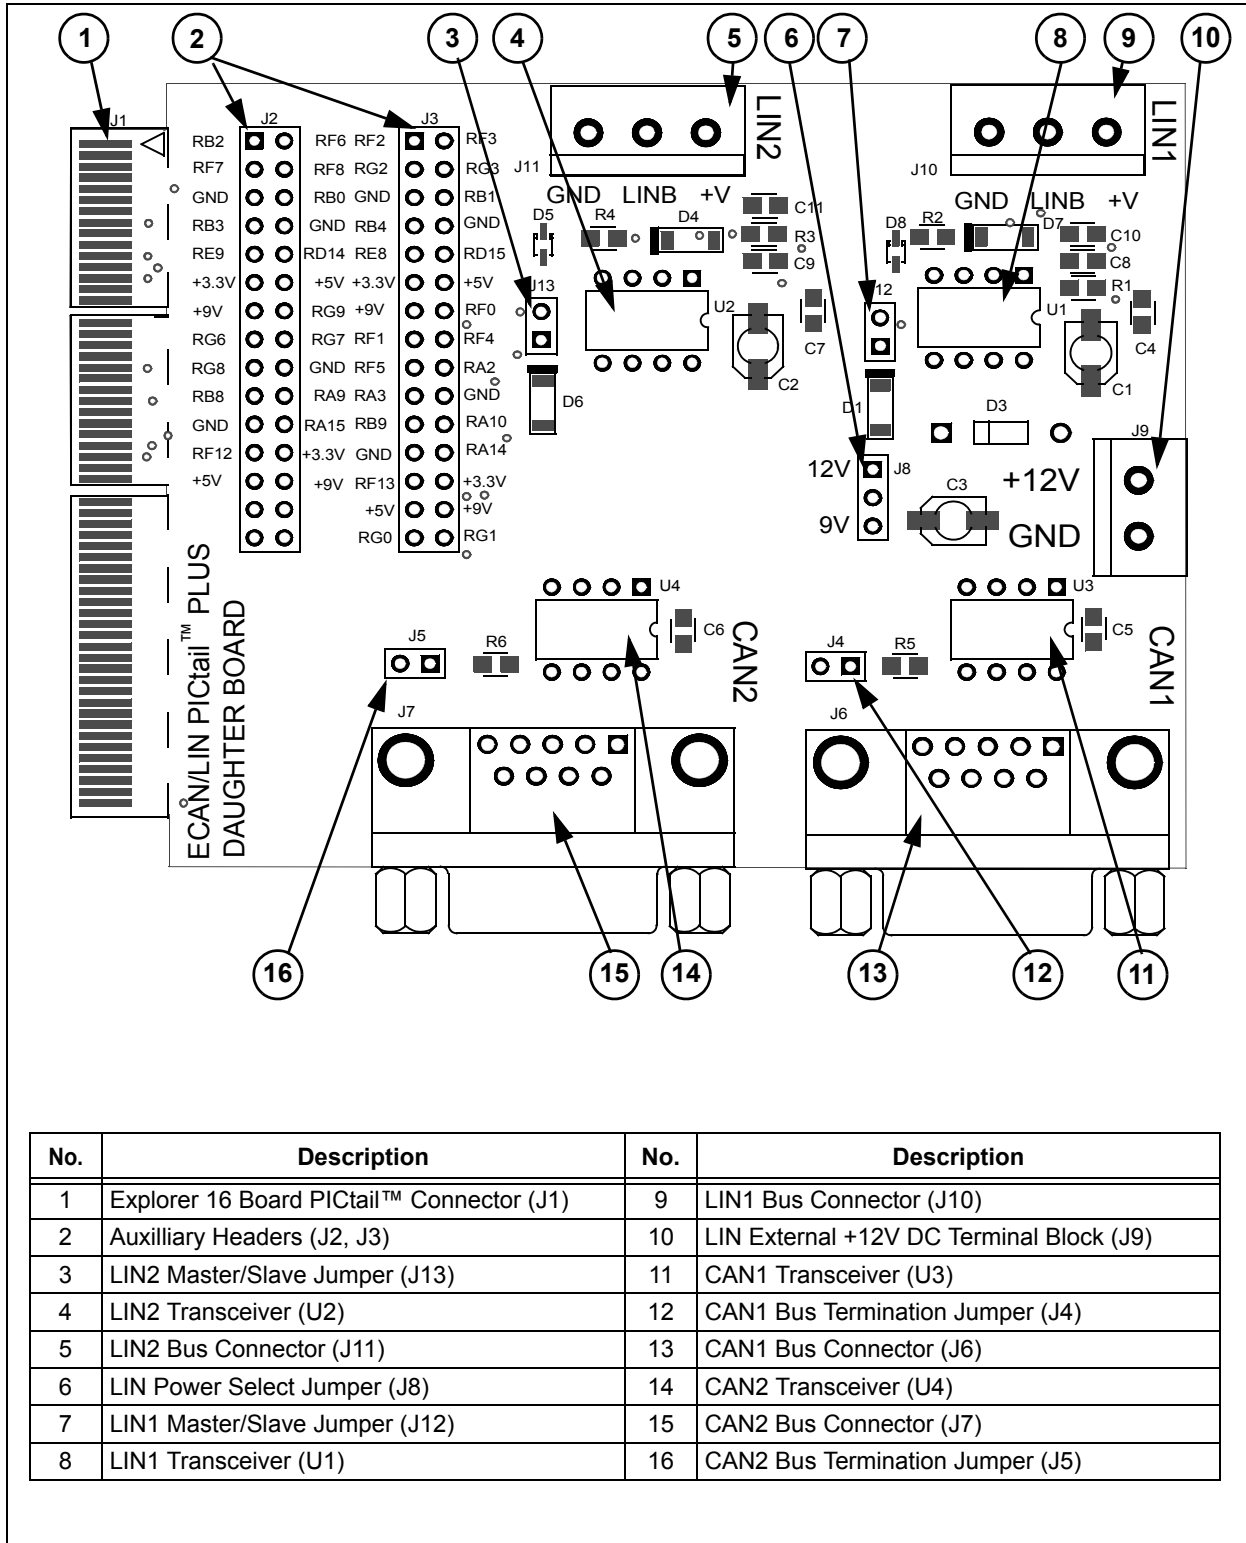 1 2 3 4 5 6 7 8 9 10
J1 J2 J3
RB2 RF6 RF2 RF3
RF7 RF8 RG2 RG3
GND RB0 GND RB1
RB3 GND RB4 GND
RE9 RD14 RE8 RD15
+3.3V +5V +3.3V +5V
+9V RG9 +9V RF0
RG6 RG7 RF1 RF4
RG8 GND RF5 RA2
RB8 RA9 RA3 GND
GND RA15 RB9 RA10
RF12 +3.3V GND RA14
+5V +9V RF13 +3.3V
+5V +9V
RG0 RG1
ECAN/LIN PICtail™ PLUS
DAUGHTER BOARD
LIN2
J11
GND LINB +V
D5 R4 D4 C11
R3
C9
J13
U2
C7
C2
D6
LIN1
J10
GND LINB +V
D8 R2 D7 C10
C8
R1
J12
U1
C4
C1
D1
D3
J9
12V J8
9V
C3
+12V
GND
U4
C6
CAN2
J5
R6
J7
U3
C5
CAN1
J4
R5
J6
16 15 14 13 12 11
No. Description No. Description
1 Explorer 16 Board PICtail™ Connector (J1) 9 LIN1 Bus Connector (J10)
2 Auxilliary Headers (J2, J3) 10 LIN External +12V DC Terminal Block (J9)
3 LIN2 Master/Slave Jumper (J13) 11 CAN1 Transceiver (U3)
4 LIN2 Transceiver (U2) 12 CAN1 Bus Termination Jumper (J4)
5 LIN2 Bus Connector (J11) 13 CAN1 Bus Connector (J6)
6 LIN Power Select Jumper (J8) 14 CAN2 Transceiver (U4)
7 LIN1 Master/Slave Jumper (J12) 15 CAN2 Bus Connector (J7)
8 LIN1 Transceiver (U1) 16 CAN2 Bus Termination Jumper (J5)